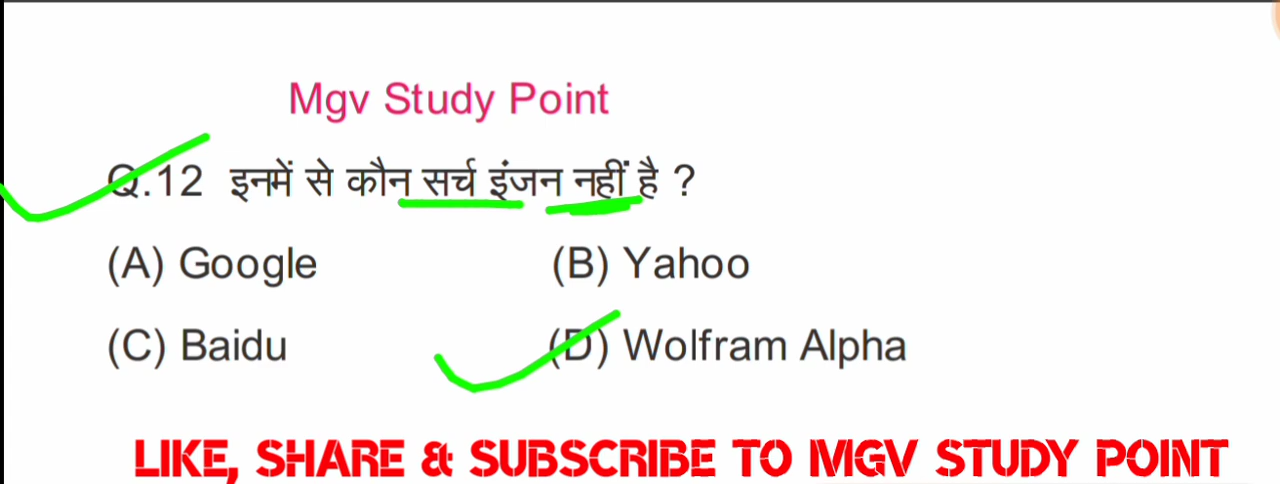 Mgv Study Point
Q.12 इनमें से कौन सर्च इंजन नहीं है ?
(A) Google (B) Yahoo
(C) Baidu (D) Wolfram Alpha
LIKE, SHARE & SUBSCRIBE TO MGV STUDY POINT